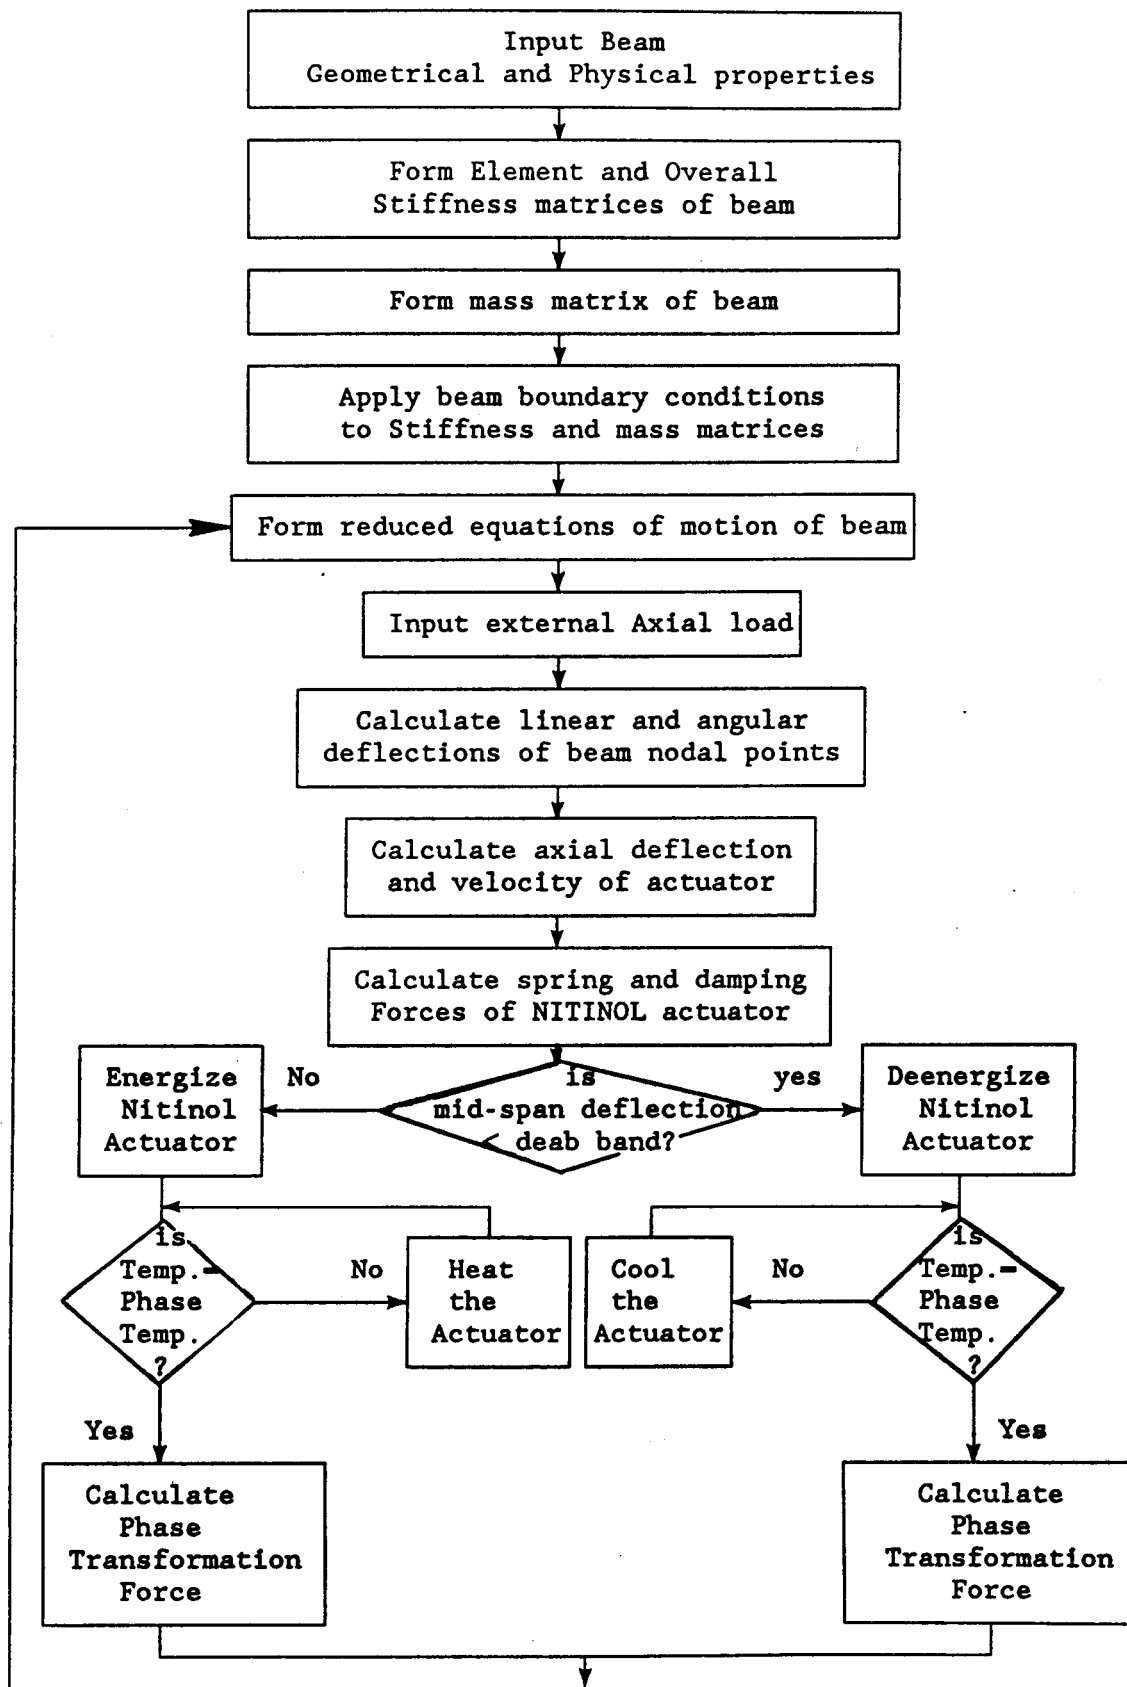 Input Beam
Geometrical and Physical properties
Form Element and Overall
Stiffness matrices of beam
Form mass matrix of beam
Apply beam boundary conditions
to Stiffness and mass matrices
Form reduced equations of motion of beam
Input external Axial load
Calculate linear and angular
deflections of beam nodal points
Calculate axial deflection
and velocity of actuator
Calculate spring and damping
Forces of NITINOL actuator
Energize
Nitinol
Actuator
No
is
mid-span deflection
< deab band?
yes
Deenergize
Nitinol
Actuator
is
Temp.=
Phase
Temp.
?
No
Heat
the
Actuator
Cool
the
Actuator
No
is
Temp.=
Phase
Temp.
?
Yes
Yes
Calculate
Phase
Transformation
Force
Calculate
Phase
Transformation
Force